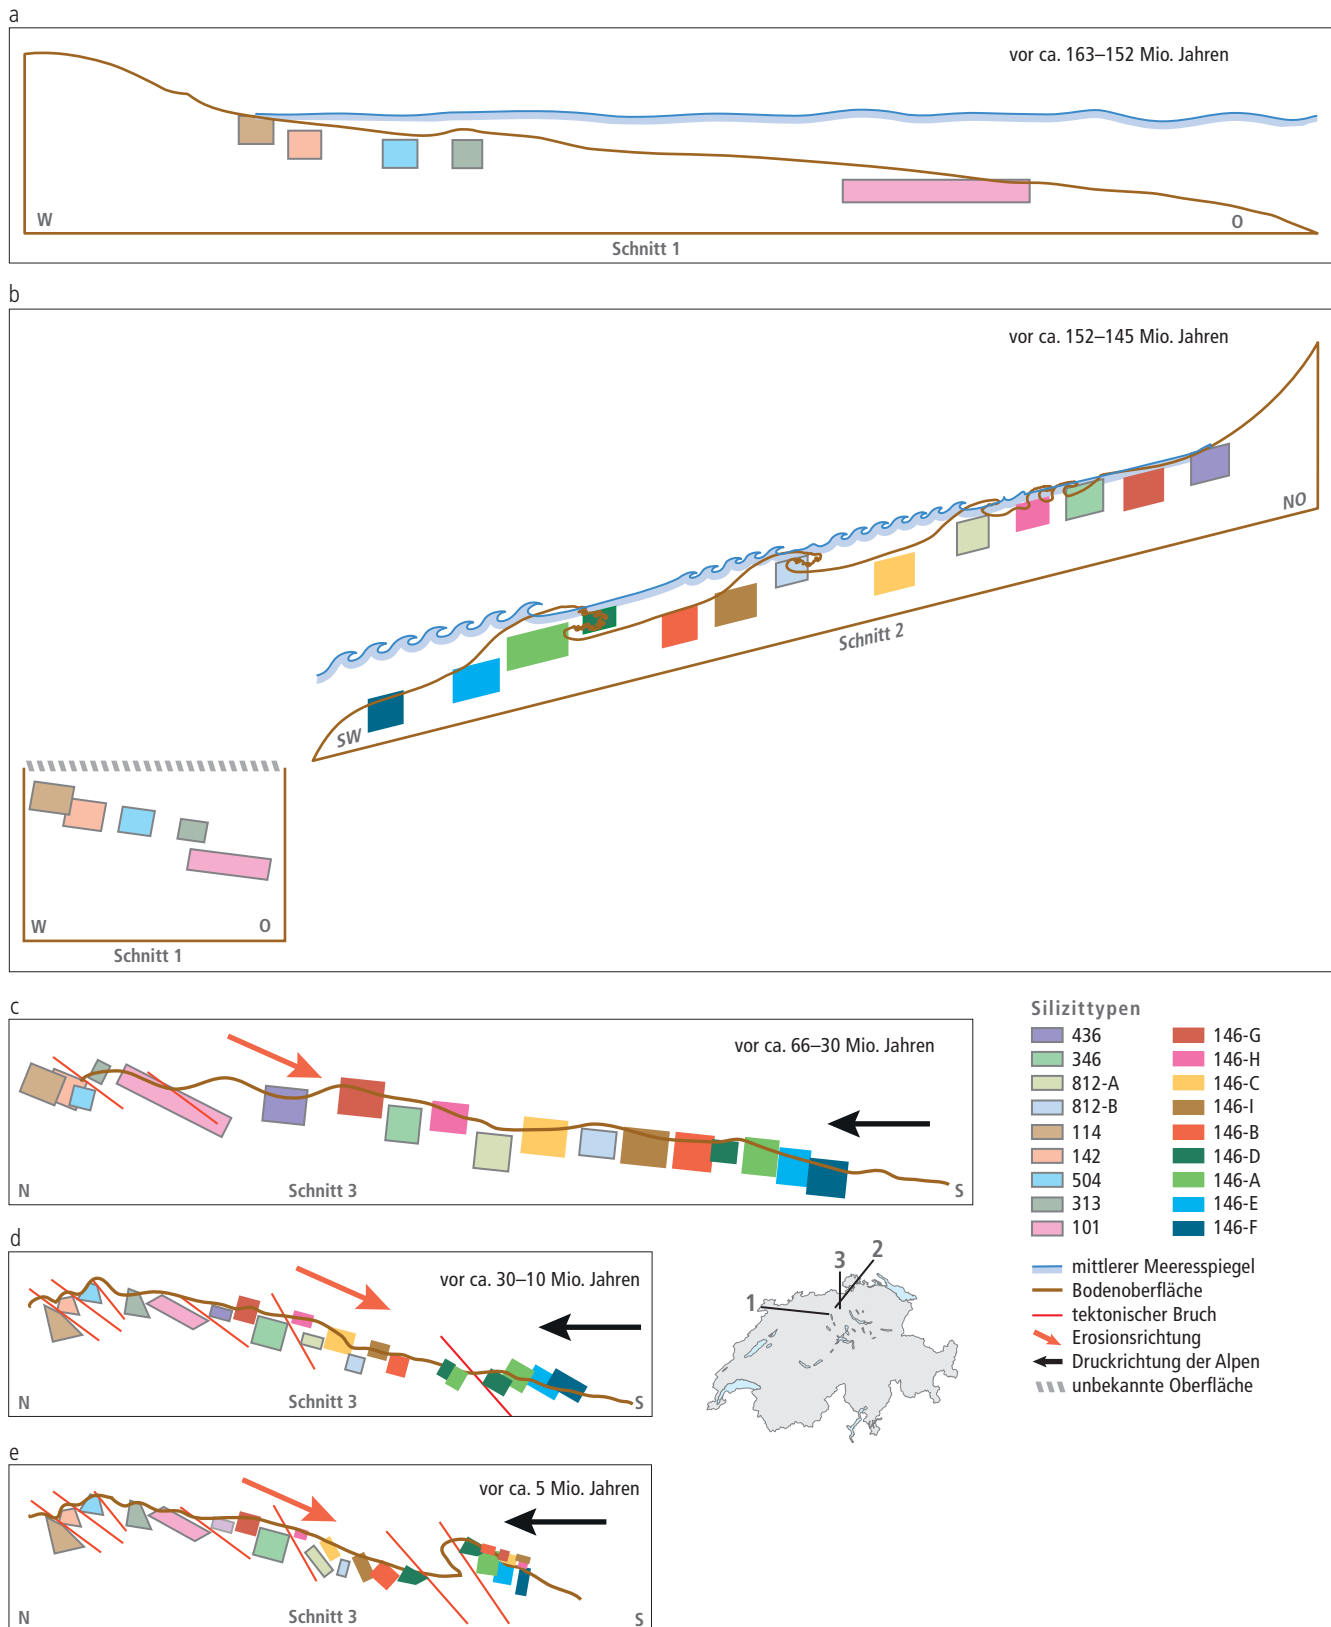 a
vor ca. 163–152 Mio. Jahren
W
O
Schnitt 1
b
vor ca. 152–145 Mio. Jahren
NO
Schnitt 2
SW
W
O
Schnitt 1
c
vor ca. 66–30 Mio. Jahren
N
Schnitt 3
S
d
vor ca. 30–10 Mio. Jahren
N
Schnitt 3
S
e
vor ca. 5 Mio. Jahren
N
Schnitt 3
S
Silizittypen
436
346
812-A
812-B
114
142
504
313
101
146-G
146-H
146-C
146-I
146-B
146-D
146-A
146-E
146-F
mittlerer Meeresspiegel
Bodenoberfläche
tektonischer Bruch
Erosionsrichtung
Druckrichtung der Alpen
unbekannte Oberfläche
1
3
2